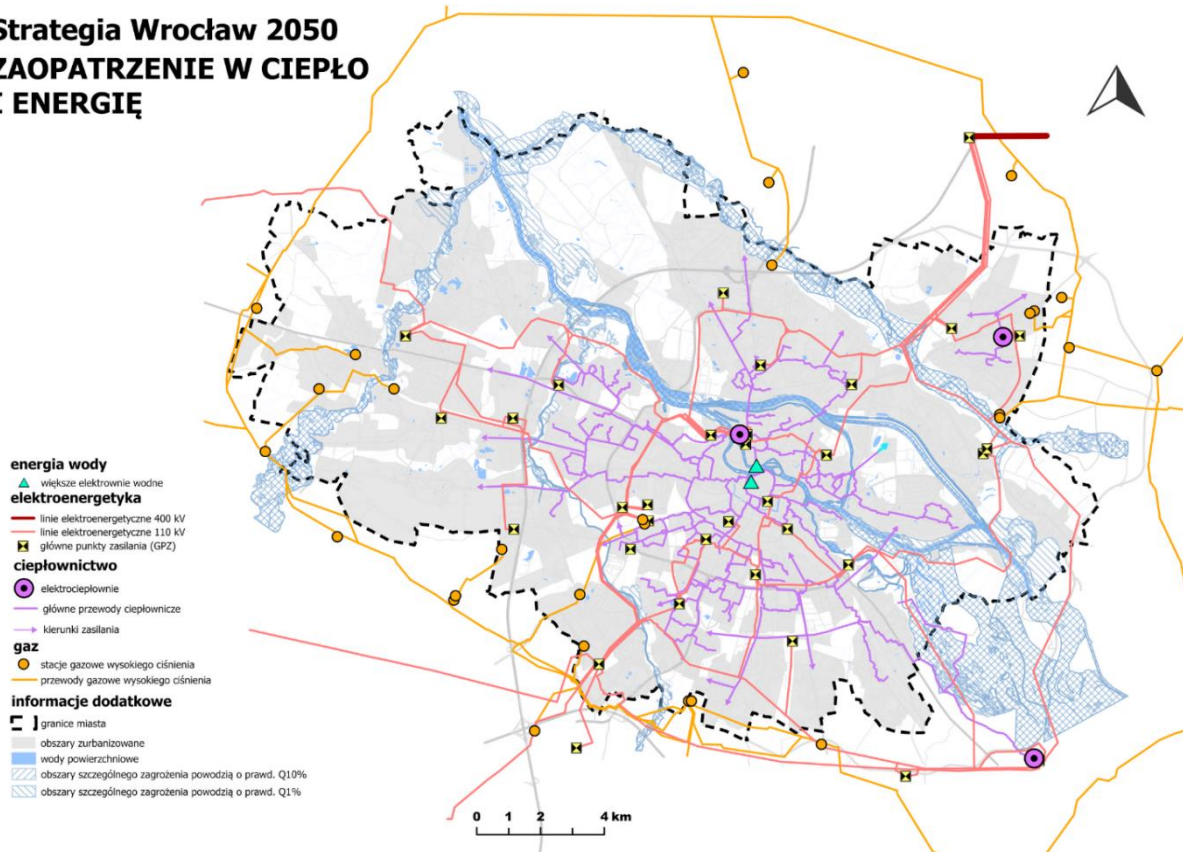 Strategia Wrocław 2050
ZAOPATRZENIE W CIEPŁO
I ENERGIĘ
energia wody
większe elektrownie wodne
elektroenergetyka
linie elektroenergetyczne 400 kV
linie elektroenergetyczne 110 kV
główne punkty zasilania (GPZ)
ciepłownictwo
elektrociepłownie
główne przewody ciepłownicze
kierunki zasilania
gaz
stacje gazowe wysokiego ciśnienia
przewody gazowe wysokiego ciśnienia
informacje dodatkowe
granice miasta
obszary zurbanizowane
wody powierzchniowe
obszary szczególnego zagrożenia powodzią o prawd. Q10%
obszary szczególnego zagrożenia powodzią o prawd. Q1%
0 1 2 4 km